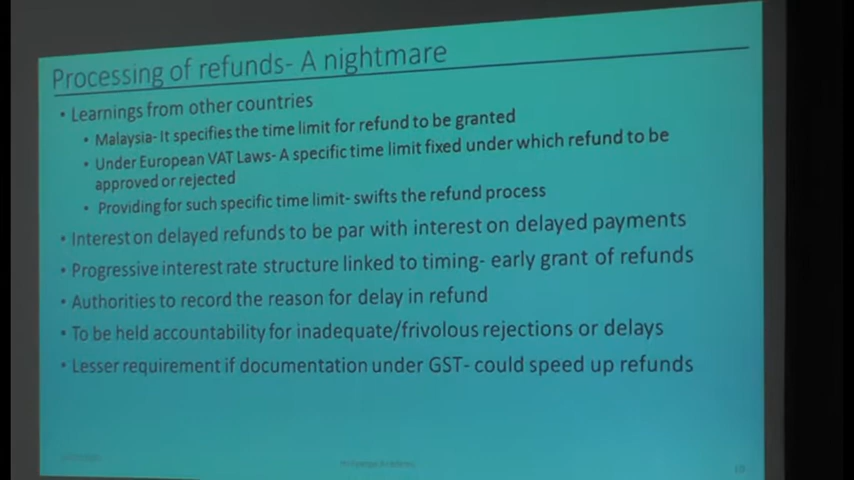 Processing of refunds- A nightmare
• Learnings from other countries
• Malaysia- It specifies the time limit for refund to be granted
• Under European VAT Laws- A specific time limit fixed under which refund to be
approved or rejected
• Providing for such specific time limit- swifts the refund process
• Interest on delayed refunds to be par with interest on delayed payments
• Progressive interest rate structure linked to timing- early grant of refunds
• Authorities to record the reason for delay in refund
• To be held accountability for inadequate/frivolous rejections or delays
• Lesser requirement if documentation under GST- could speed up refunds